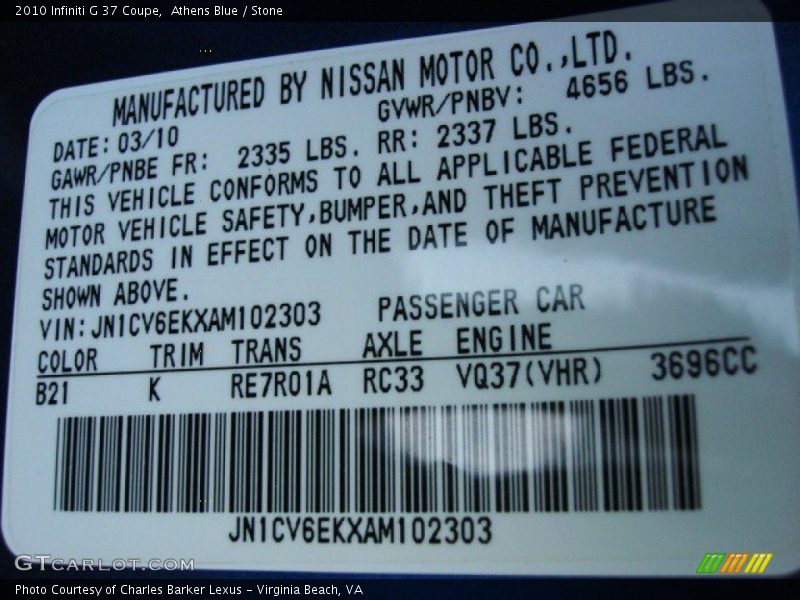 2010 Infiniti G 37 Coupe,  Athens Blue / Stone
MANUFACTURED BY NISSAN MOTOR CO.,LTD.
DATE: 03/10 GVWR/PNBV: 4656 LBS.
GAWR/PNBE FR: 2335 LBS. RR: 2337 LBS.
THIS VEHICLE CONFORMS TO ALL APPLICABLE FEDERAL
MOTOR VEHICLE SAFETY,BUMPER,AND THEFT PREVENTION
STANDARDS IN EFFECT ON THE DATE OF MANUFACTURE
SHOWN ABOVE.
VIN:JN1CV6EKXAM102303 PASSENGER CAR
COLOR TRIM TRANS AXLE ENGINE
B21 K RE7R01A RC33 VQ37(VHR) 3696CC
JN1CV6EKXAM102303
GTCARLOT.COM
Photo Courtesy of Charles Barker Lexus - Virginia Beach, VA